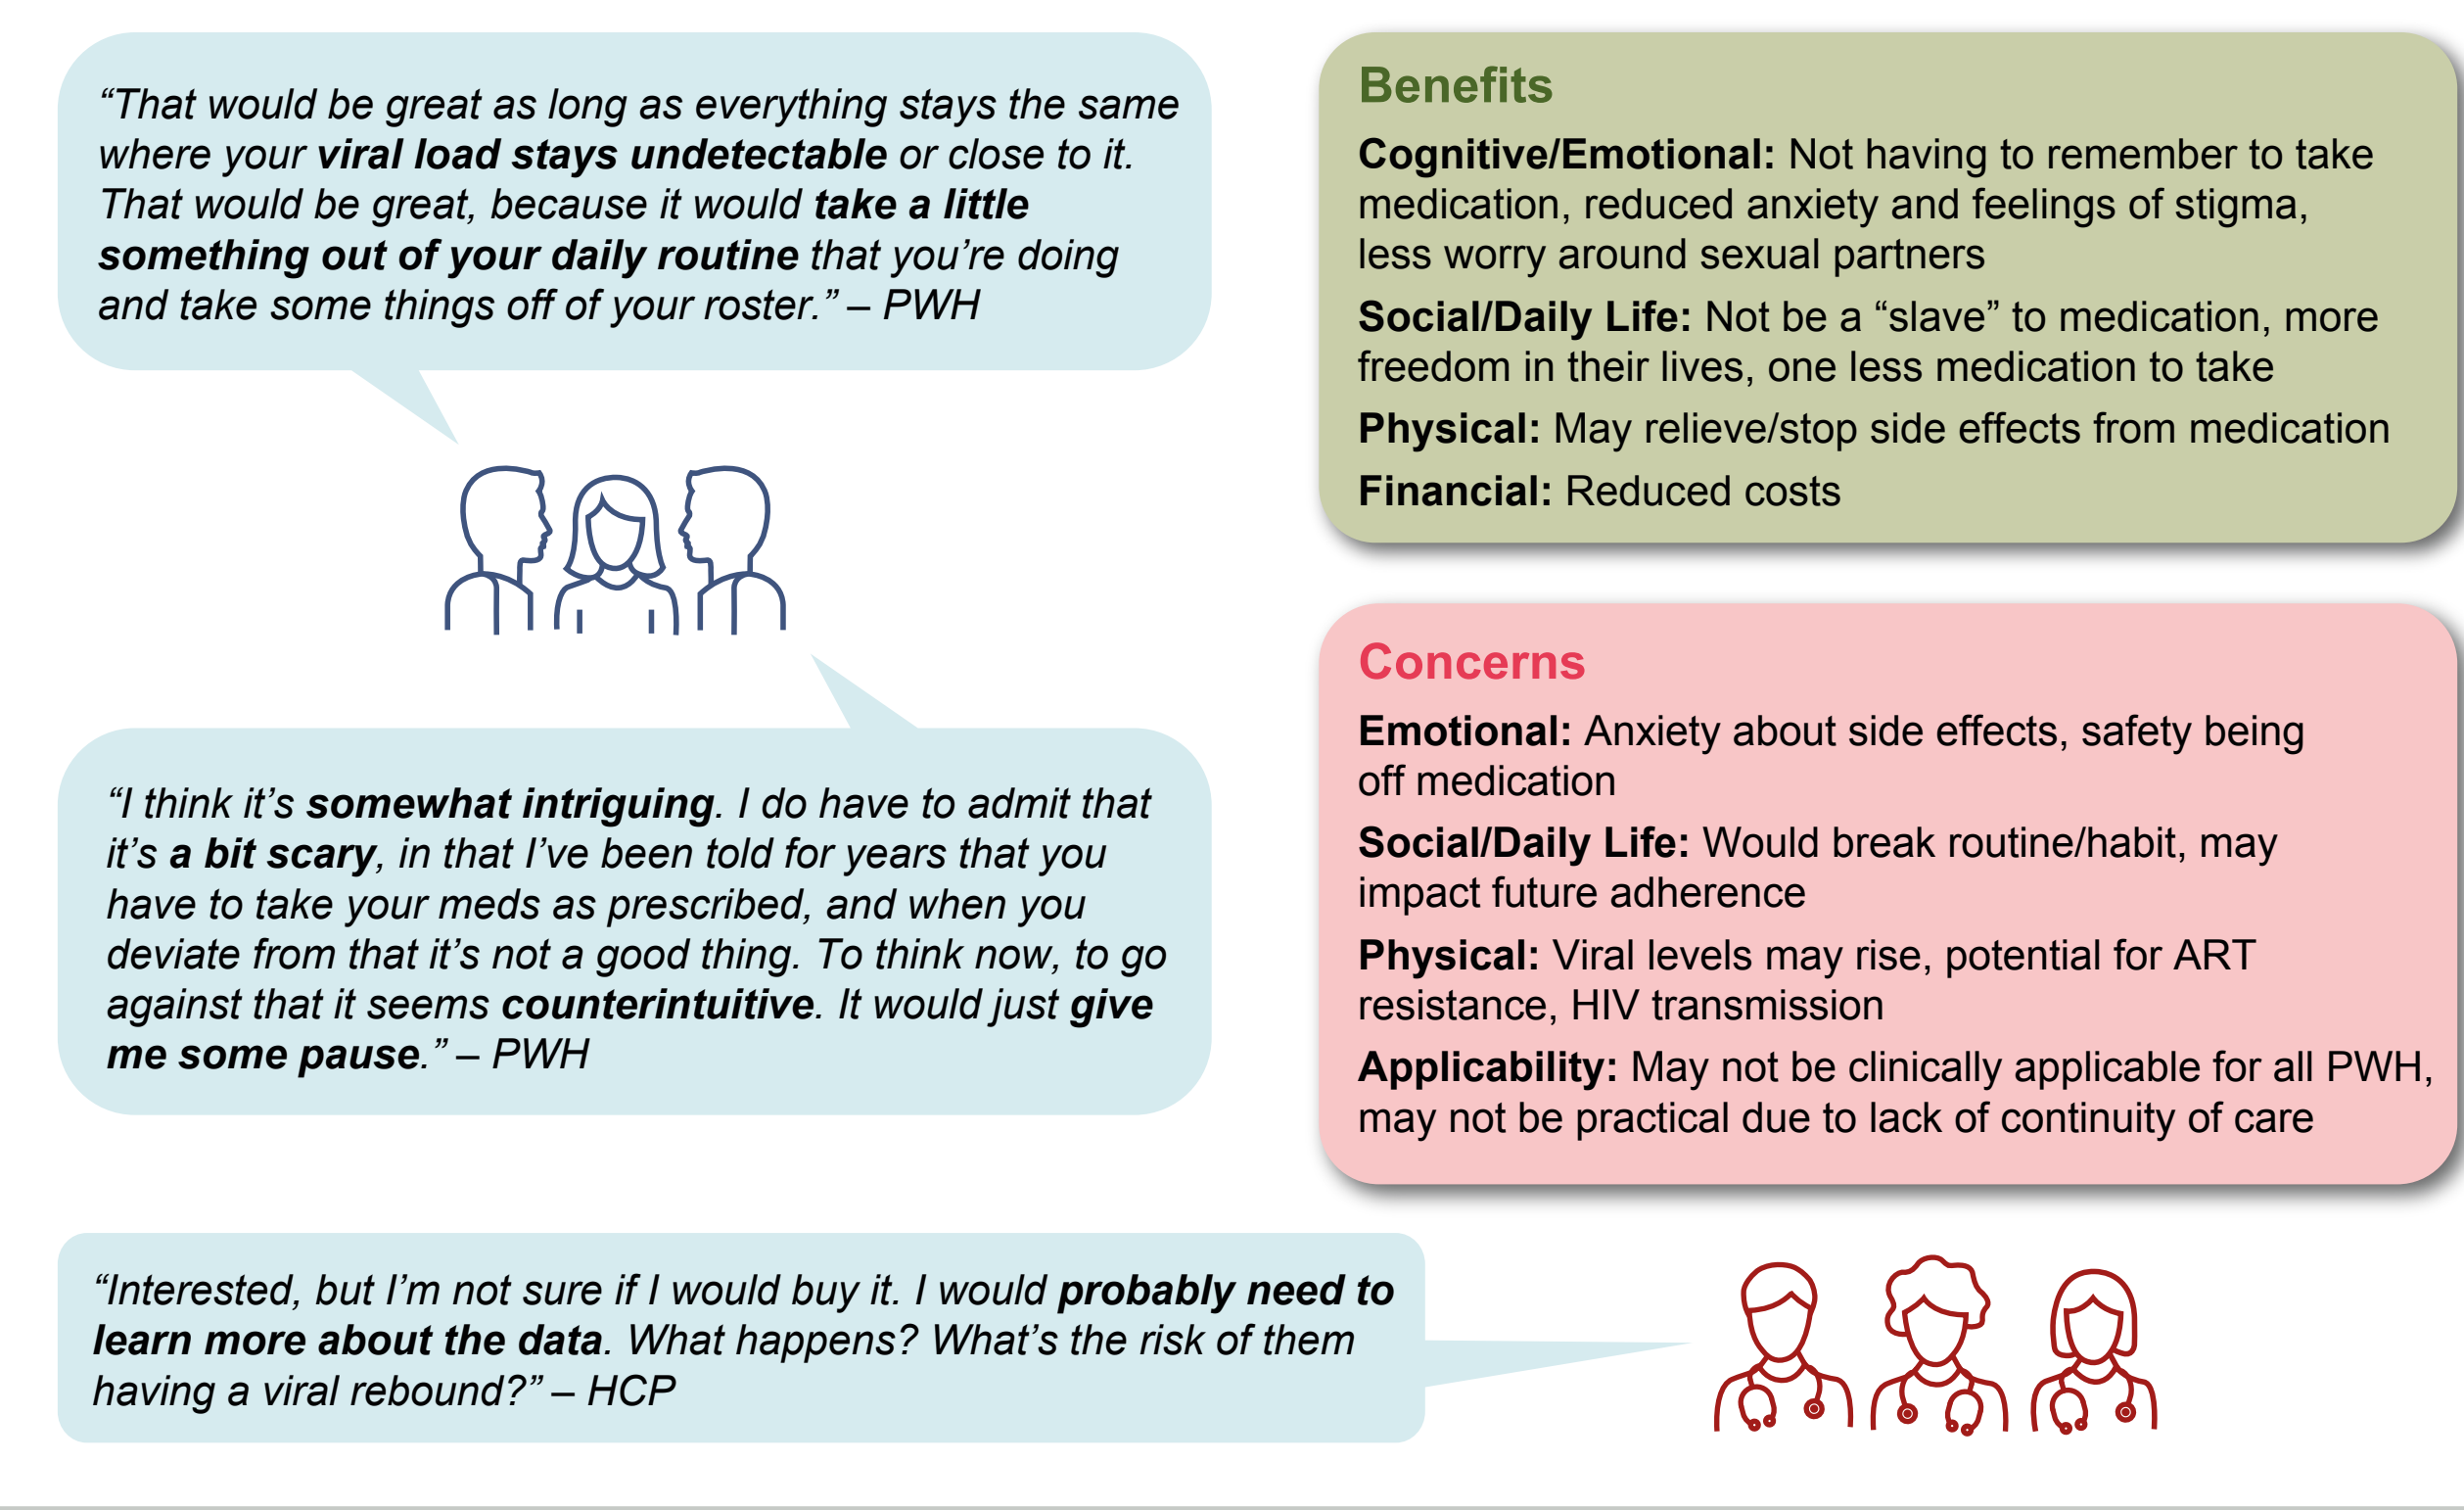 “That would be great as long as everything stays the same
where your viral load stays undetectable or close to it.
That would be great, because it would take a little
something out of your daily routine that you’re doing
and take some things off of your roster.” – PWH
“I think it’s somewhat intriguing. I do have to admit that
it’s a bit scary, in that I’ve been told for years that you
have to take your meds as prescribed, and when you
deviate from that it’s not a good thing. To think now, to go
against that it seems counterintuitive. It would just give
me some pause.” – PWH
“Interested, but I’m not sure if I would buy it. I would probably need to
learn more about the data. What happens? What’s the risk of them
having a viral rebound?” – HCP
Benefits
Cognitive/Emotional: Not having to remember to take
medication, reduced anxiety and feelings of stigma,
less worry around sexual partners
Social/Daily Life: Not be a “slave” to medication, more
freedom in their lives, one less medication to take
Physical: May relieve/stop side effects from medication
Financial: Reduced costs
Concerns
Emotional: Anxiety about side effects, safety being
off medication
Social/Daily Life: Would break routine/habit, may
impact future adherence
Physical: Viral levels may rise, potential for ART
resistance, HIV transmission
Applicability: May not be clinically applicable for all PWH,
may not be practical due to lack of continuity of care